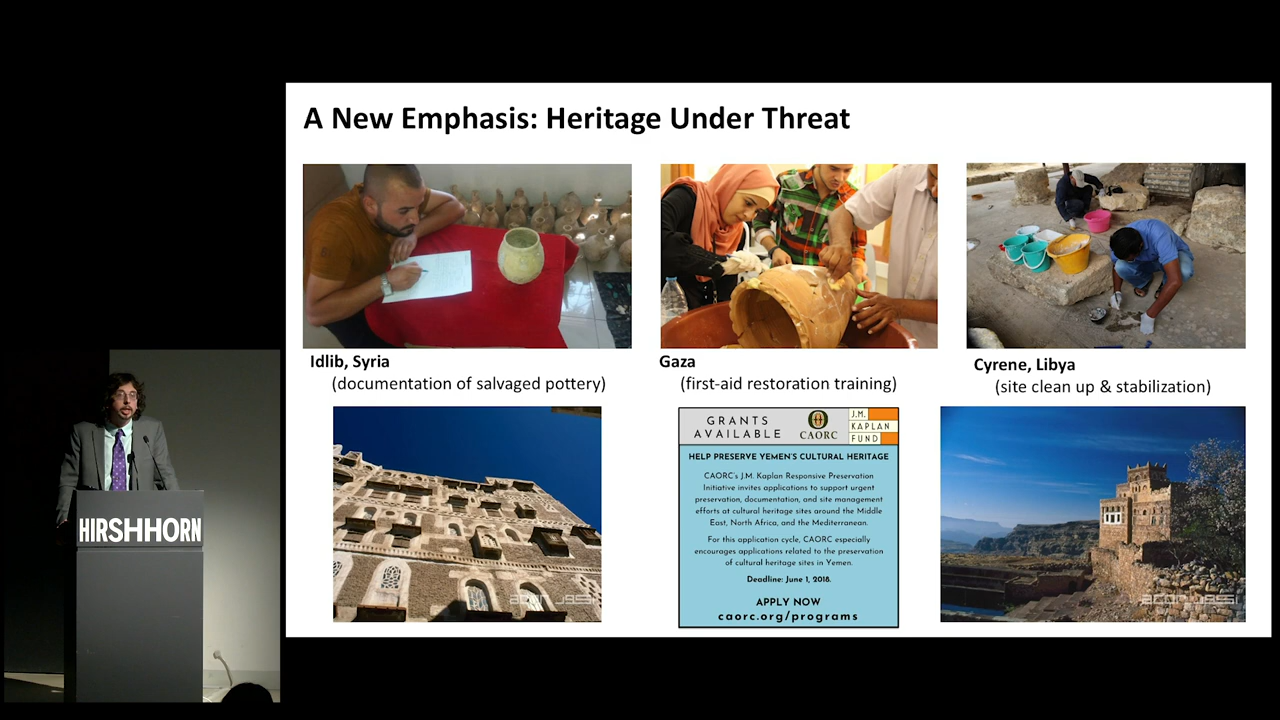 A New Emphasis: Heritage Under Threat
Idlib, Syria
(documentation of salvaged pottery)
Gaza
(first-aid restoration training)
Cyrene, Libya
(site clean up & stabilization)
GRANTS
AVAILABLE
CAORC
J.M.
KAPLAN
FUND
HELP PRESERVE YEMEN'S CULTURAL HERITAGE
CAORC's J.M. Kaplan Responsive Preservation
Initiative invites applications to support urgent
preservation, documentation, and site management
efforts at cultural heritage sites around the Middle
East, North Africa, and the Mediterranean.
For this application cycle, CAORC especially
encourages applications related to the preservation
of cultural heritage sites in Yemen.
Deadline: June 1, 2018.
APPLY NOW
caorc.org/programs
acor أكور
acor أكور
HIRSHHORN